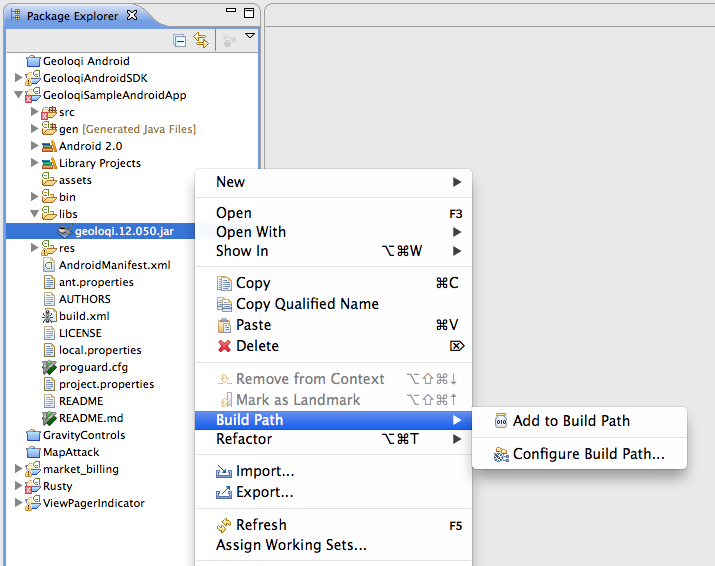 Package Explorer
Geoloqi Android
GeoloqiAndroidSDK
GeoloqiSampleAndroidApp
src
gen [Generated Java Files]
Android 2.0
Library Projects
assets
bin
libs
geoloqi.12.050.jar
res
AndroidManifest.xml
ant.properties
AUTHORS
build.xml
LICENSE
local.properties
proguard.cfg
project.properties
README
README.md
GravityControls
MapAttack
market_billing
Rusty
ViewPagerIndicator
New
Open F3
Open With
Show In ⌥⌘W
Copy ⌘C
Copy Qualified Name
Paste ⌘V
Delete ⌦
Remove from Context ⌥⇧⌘↓
Mark as Landmark ⌥⇧⌘↑
Build Path
Refactor ⌥⌘T
Import...
Export...
Refresh F5
Assign Working Sets...
010 Add to Build Path
Configure Build Path...